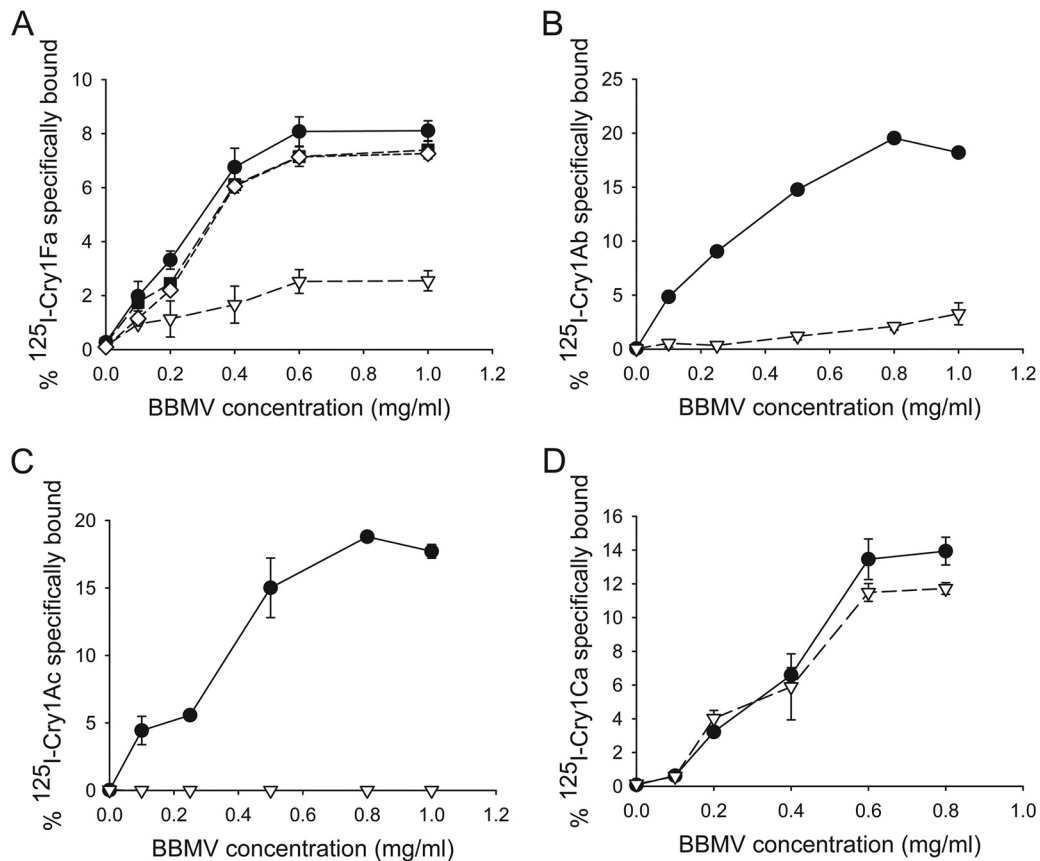 A
% 125I-Cry1Fa specifically bound
10
8
6
4
2
0
0.0 0.2 0.4 0.6 0.8 1.0 1.2
BBMV concentration (mg/ml)
B
% 125I-Cry1Ab specifically bound
25
20
15
10
5
0
0.0 0.2 0.4 0.6 0.8 1.0 1.2
BBMV concentration (mg/ml)
C
% 125I-Cry1Ac specifically bound
20
15
10
5
0
0.0 0.2 0.4 0.6 0.8 1.0 1.2
BBMV concentration (mg/ml)
D
% 125I-Cry1Ca specifically bound
16
14
12
10
8
6
4
2
0
0.0 0.2 0.4 0.6 0.8 1.0
BBMV concentration (mg/ml)